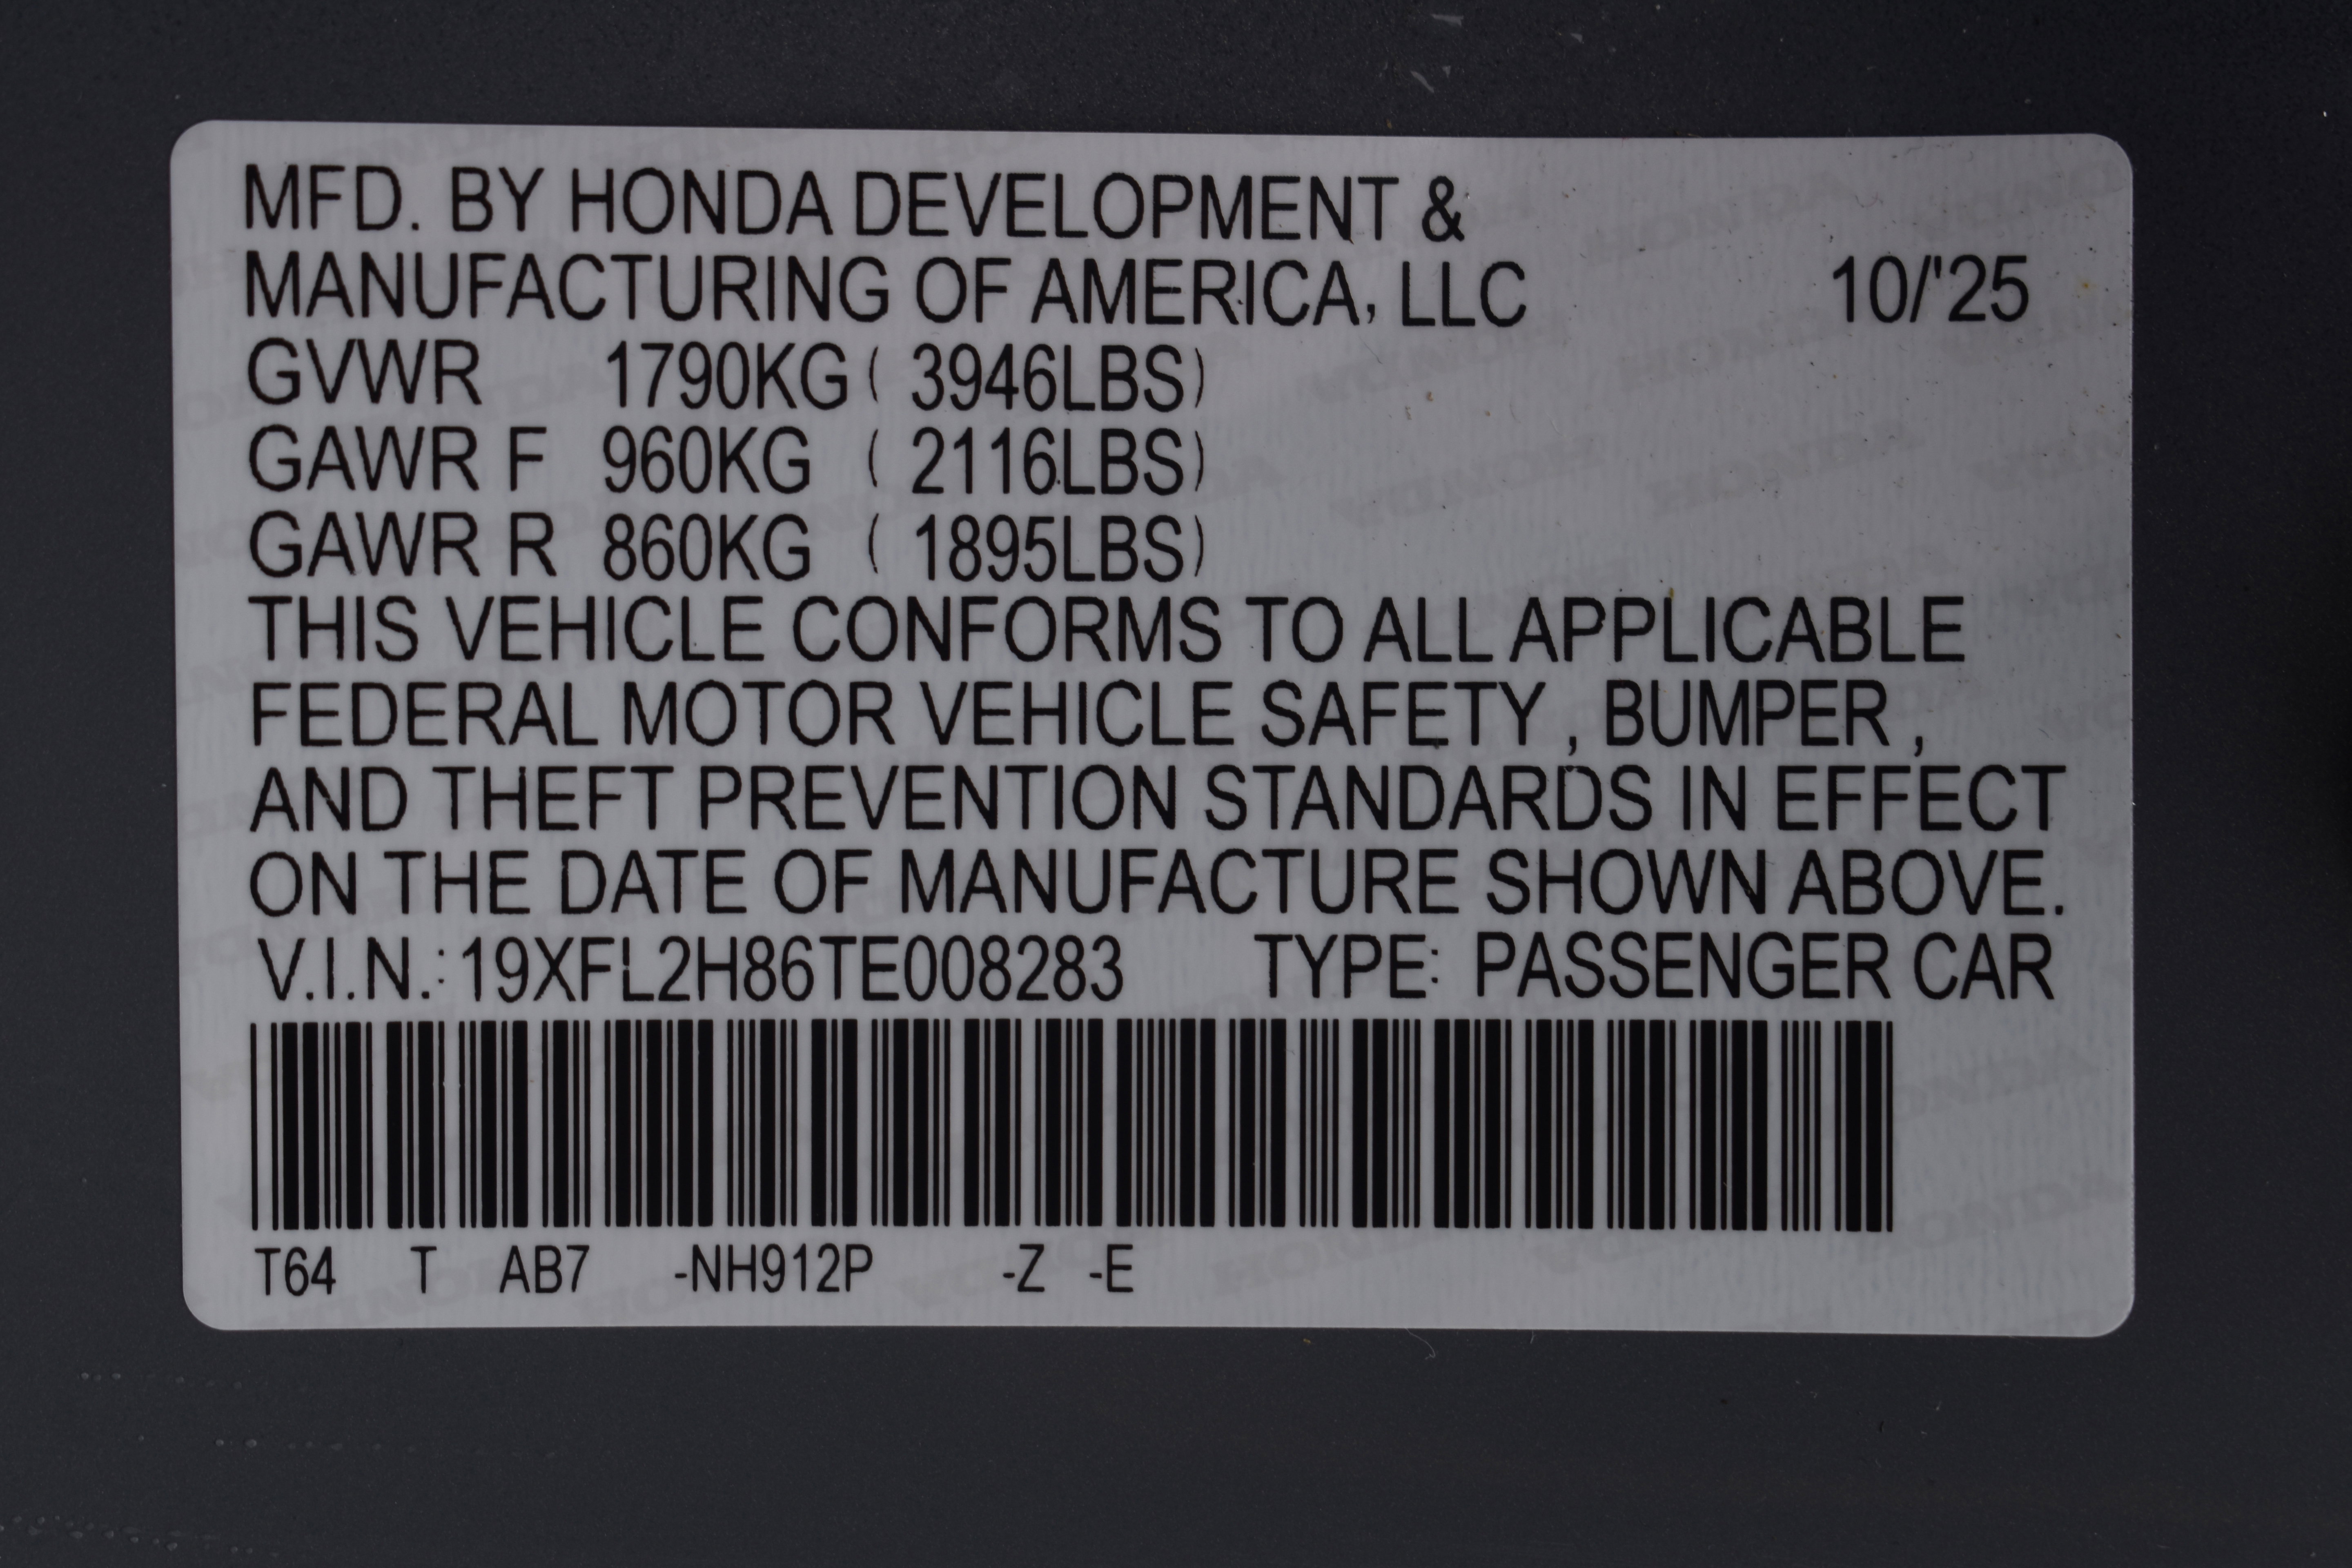 MFD. BY HONDA DEVELOPMENT &
MANUFACTURING OF AMERICA, LLC 10/'25
GVWR 1790KG ( 3946LBS)
GAWR F 960KG ( 2116LBS)
GAWR R 860KG ( 1895LBS)
THIS VEHICLE CONFORMS TO ALL APPLICABLE
FEDERAL MOTOR VEHICLE SAFETY , BUMPER ,
AND THEFT PREVENTION STANDARDS IN EFFECT
ON THE DATE OF MANUFACTURE SHOWN ABOVE.
V.I.N.: 19XFL2H86TE008283 TYPE: PASSENGER CAR
T64 T AB7 -NH912P -Z -E